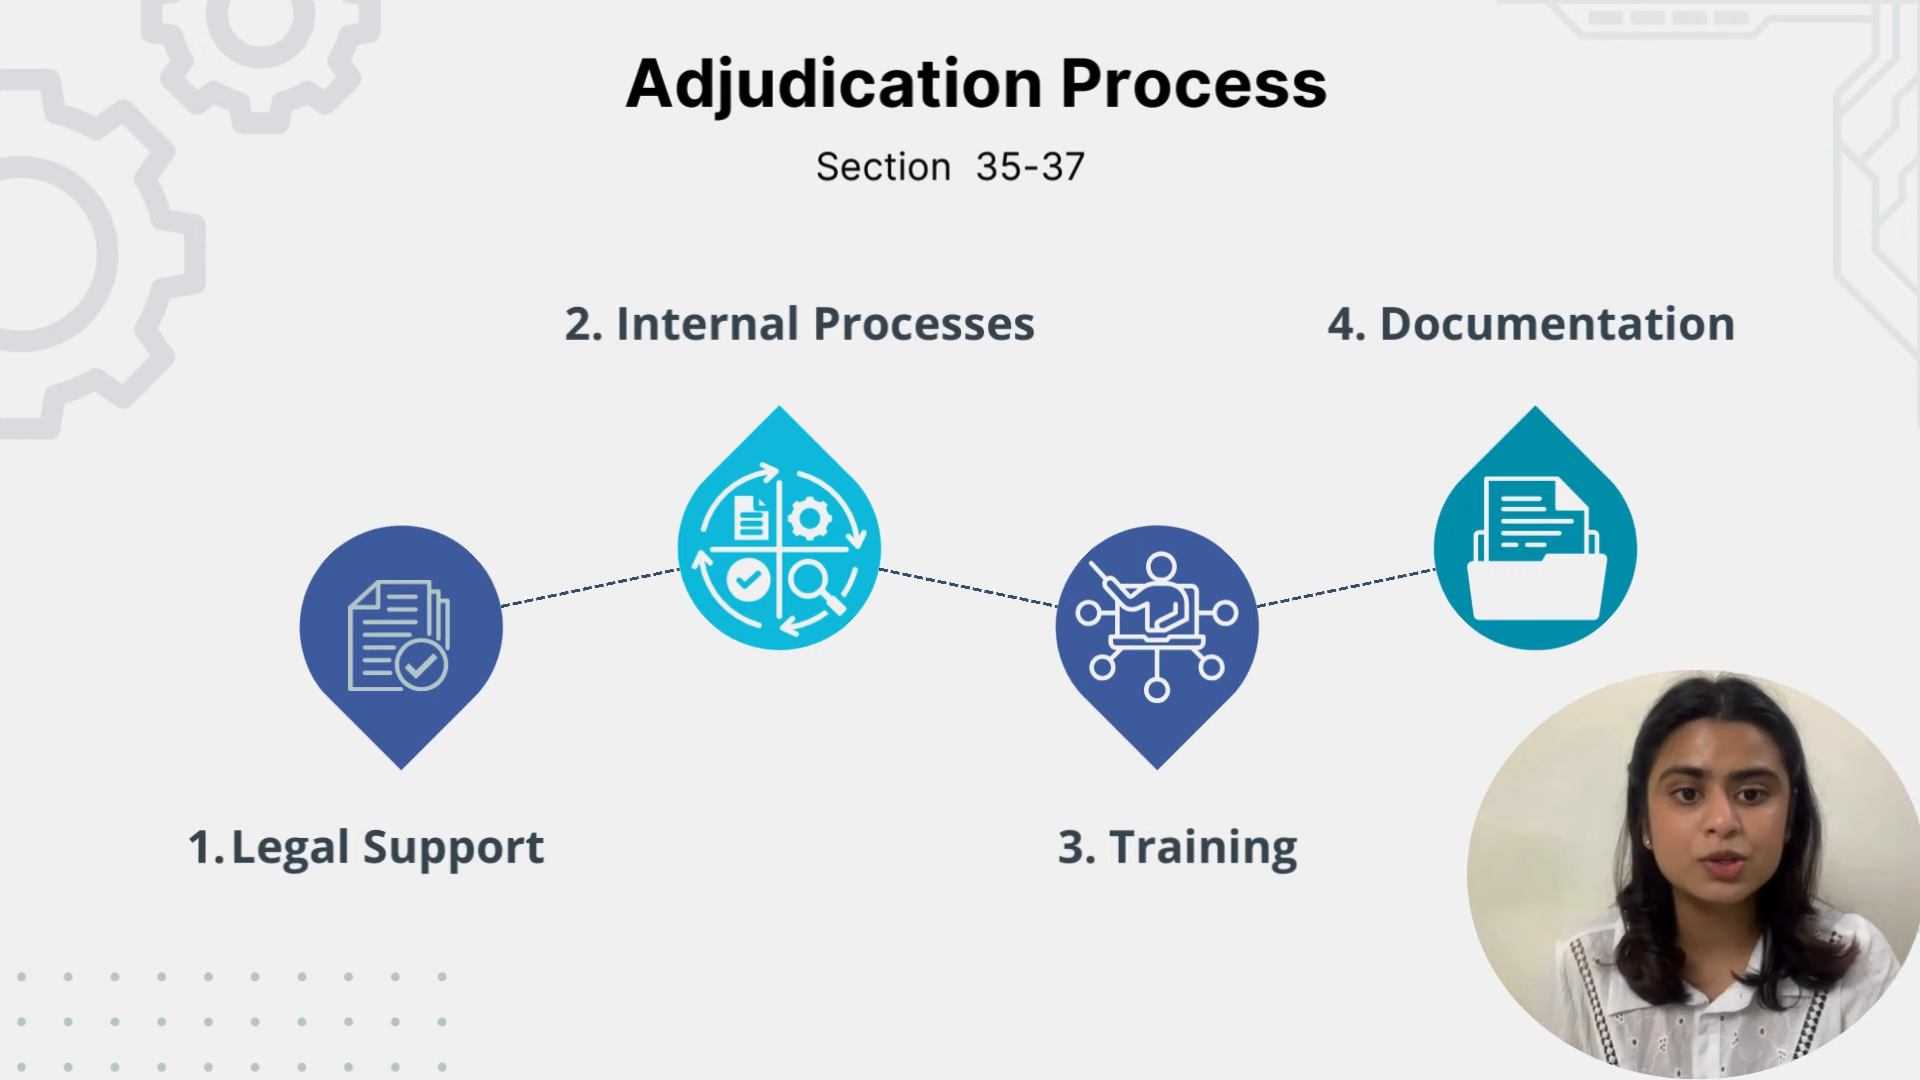 Adjudication Process
Section 35-37
2. Internal Processes
4. Documentation
1. Legal Support
3. Training